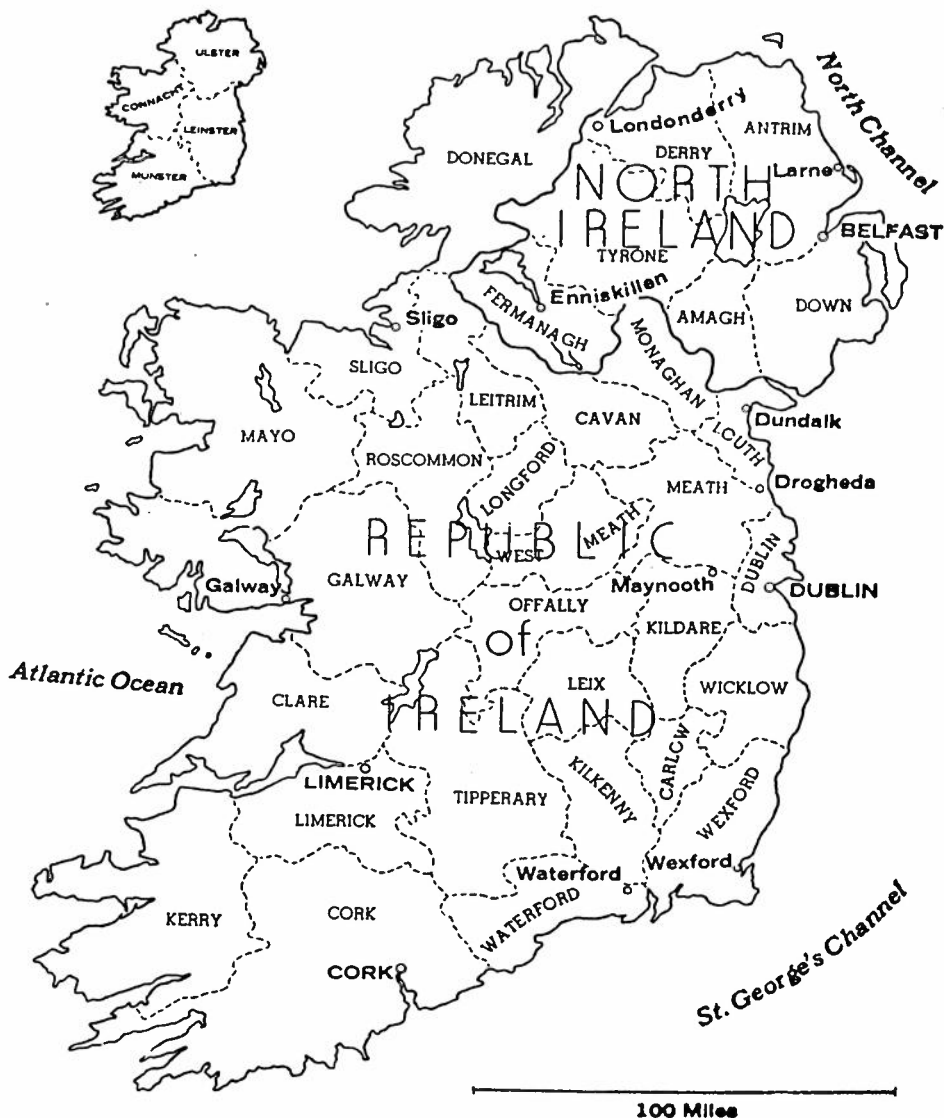 ULSTER
CONNACHT
LEINSTER
MUNSTER
North Channel
Londonderry
ANTRIM
DONEGAL
DERRY
Larne
NORTH
IRELAND
BELFAST
TYRONE
Enniskillen
FERMANAGH
AMAGH
DOWN
Sligo
MONAGHAN
SLIGO
LEITRIM
CAVAN
Dundalk
LOUTH
MAYO
ROSCOMMON
LONGFORD
MEATH
Drogheda
REPUBLIC
WEST MEATH
DUBLIN
Galway
GALWAY
Maynooth
DUBLIN
OFFALLY
KILDARE
of
Atlantic Ocean
CLARE
LEIX
WICKLOW
IRELAND
CARLOW
LIMERICK
TIPPERARY
KILKENNY
WEXFORD
LIMERICK
Waterford
Wexford
KERRY
CORK
WATERFORD
CORK
St. George's Channel
100 Miles